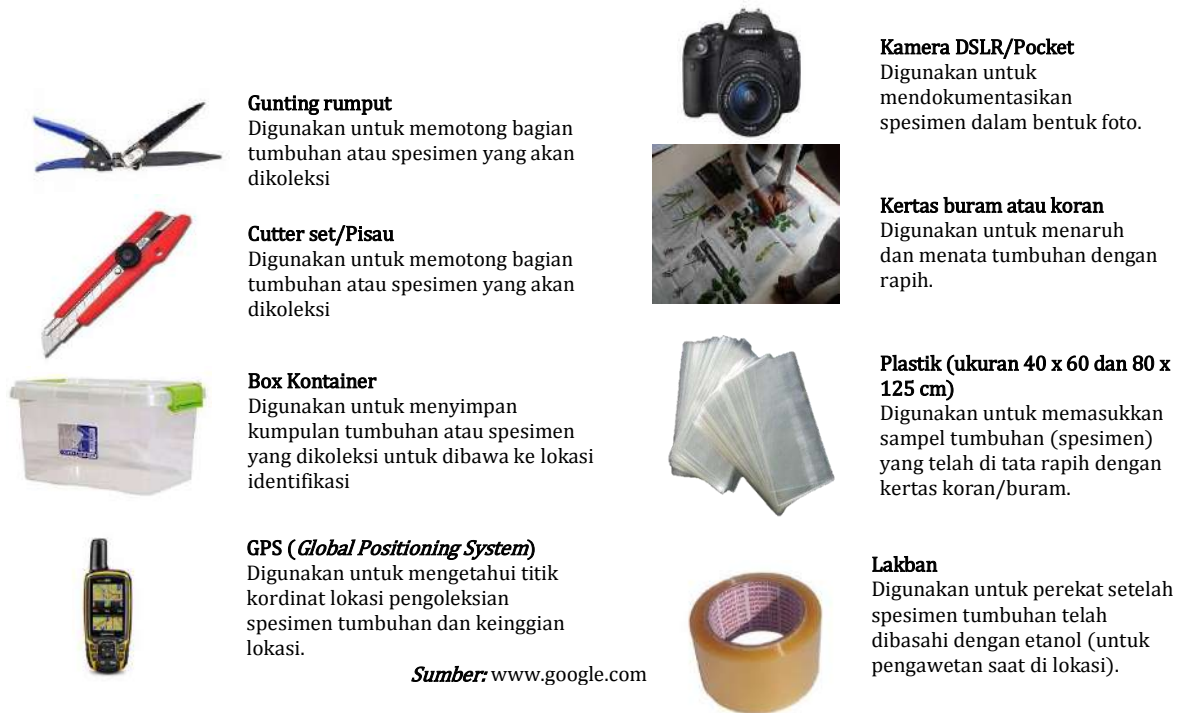 Gunting rumput
Digunakan untuk memotong bagian
tumbuhan atau spesimen yang akan
dikoleksi
Cutter set/Pisau
Digunakan untuk memotong bagian
tumbuhan atau spesimen yang akan
dikoleksi
Box Kontainer
Digunakan untuk menyimpan
kumpulan tumbuhan atau spesimen
yang dikoleksi untuk dibawa ke lokasi
identifikasi
GPS (Global Positioning System)
Digunakan untuk mengetahui titik
kordinat lokasi pengoleksian
spesimen tumbuhan dan keinggian
lokasi.
Sumber: www.google.com
Canon
Kamera DSLR/Pocket
Digunakan untuk
mendokumentasikan
spesimen dalam bentuk foto.
Kertas buram atau koran
Digunakan untuk menaruh
dan menata tumbuhan dengan
rapih.
Plastik (ukuran 40 x 60 dan 80 x
125 cm)
Digunakan untuk memasukkan
sampel tumbuhan (spesimen)
yang telah di tata rapih dengan
kertas koran/buram.
Lakban
Digunakan untuk perekat setelah
spesimen tumbuhan telah
dibasahi dengan etanol (untuk
pengawetan saat di lokasi).